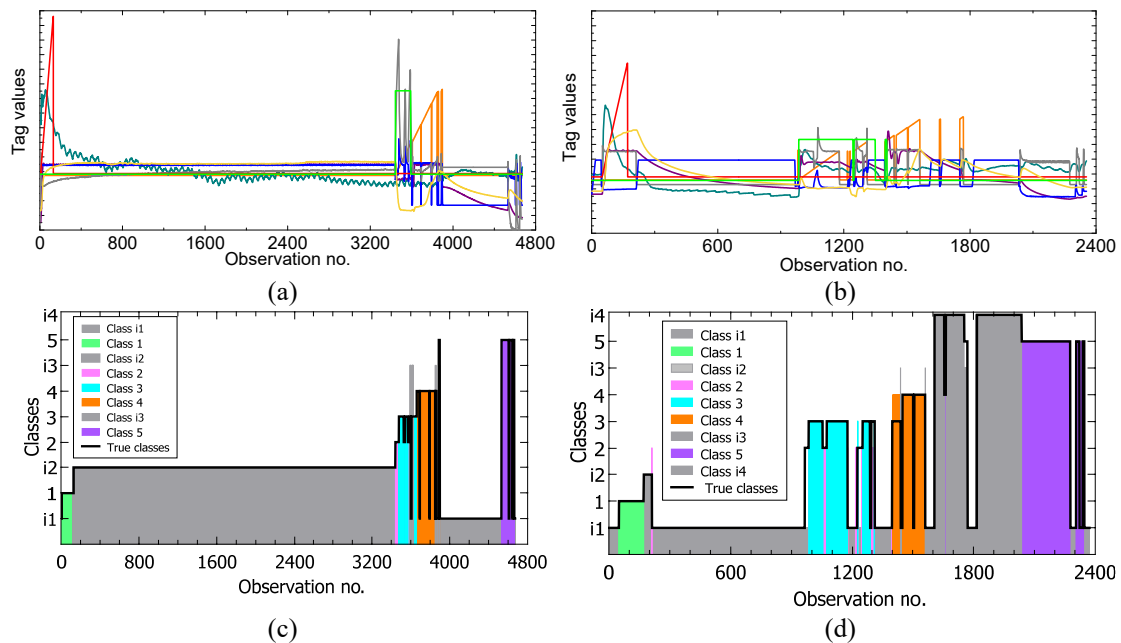 Tag values
0 800 1600 2400 3200 4000 4800
Observation no.
(a)
Tag values
0 600 1200 1800 2400
Observation no.
(b)
Classes
i4
5
i3
4
3
2
i2
1
i1
Class i1
Class 1
Class i2
Class 2
Class 3
Class 4
Class i3
Class 5
True classes
0 800 1600 2400 3200 4000 4800
Observation no.
(c)
Classes
i4
5
i3
4
3
2
i2
1
i1
Class i1
Class 1
Class i2
Class 2
Class 3
Class 4
Class i3
Class 5
Class i4
True classes
0 600 1200 1800 2400
Observation no.
(d)